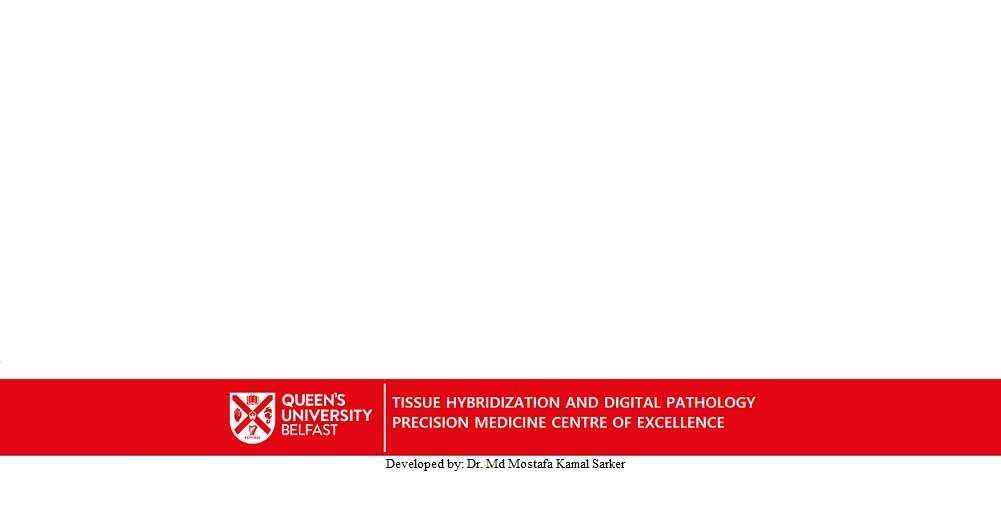 QUEEN'S
UNIVERSITY
BELFAST
TISSUE HYBRIDIZATION AND DIGITAL PATHOLOGY
PRECISION MEDICINE CENTRE OF EXCELLENCE
Developed by: Dr. Md Mostafa Kamal Sarker